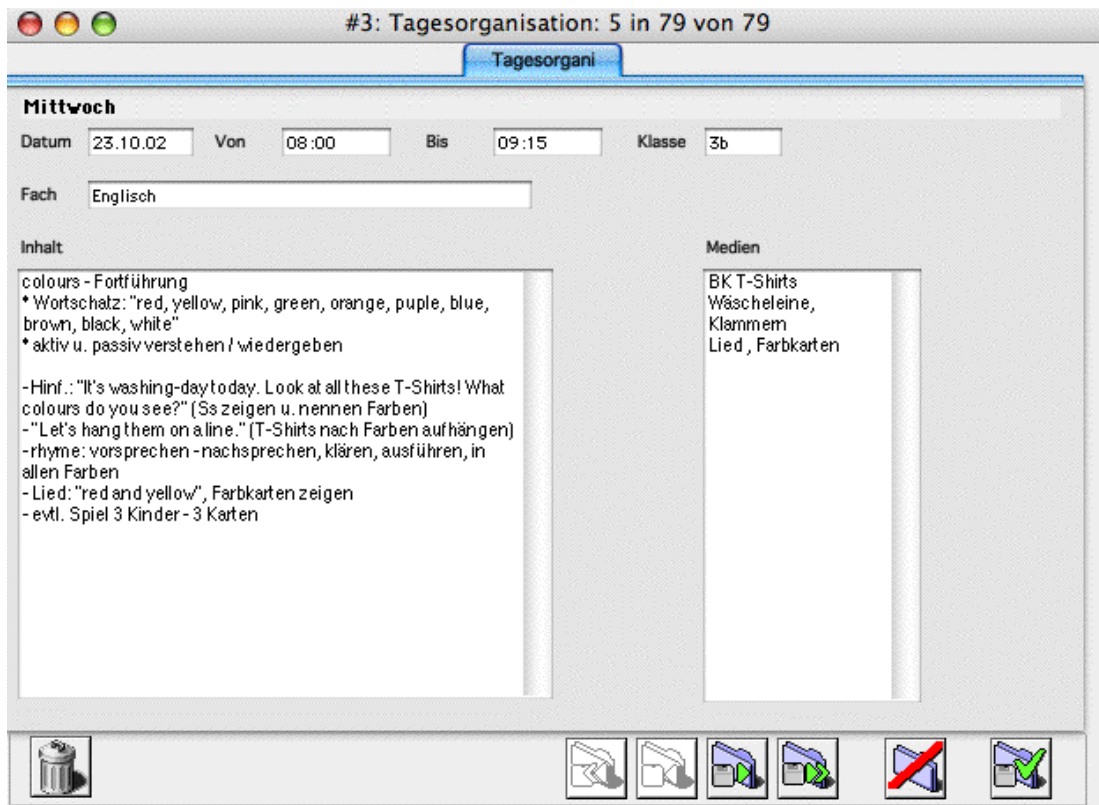 #3: Tagesorganisation: 5 in 79 von 79
Tagesorgani
Mittwoch
Datum 23.10.02 Von 08:00 Bis 09:15 Klasse 3b
Fach Englisch
Inhalt
colours - Fortführung
* Wortschatz: "red, yellow, pink, green, orange, puple, blue,
brown, black, white"
* aktiv u. passiv verstehen / wiedergeben
- Hinf.: "It's washing-day today. Look at all these T-Shirts! What
colours do you see?" (Ss zeigen u. nennen Farben)
- "Let's hang them on a line." (T-Shirts nach Farben aufhängen)
- rhyme: vorsprechen - nachsprechen, klären, ausführen, in
allen Farben
- Lied: "red and yellow", Farbkarten zeigen
- evtl. Spiel 3 Kinder - 3 Karten
Medien
BK T-Shirts
Wäscheleine,
Klammern
Lied , Farbkarten